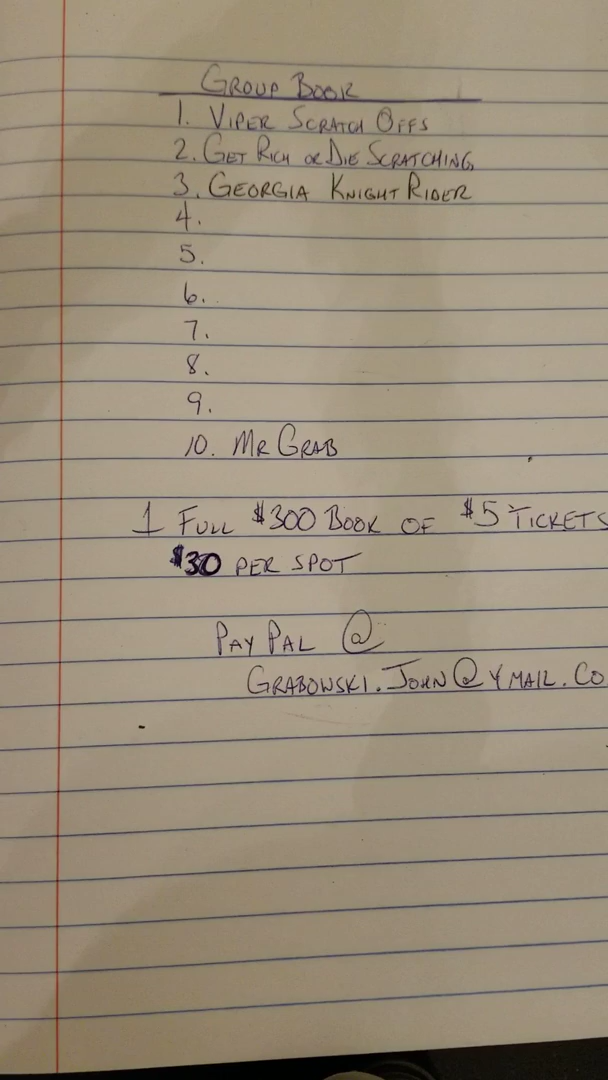 GROUP BOOK
1. VIPER SCRATCH OFFS
2. GET RICH OR DIE SCRATCHING
3. GEORGIA KNIGHT RIDER
4.
5.
6.
7.
8.
9.
10. MR GRAB
1 FULL $300 BOOK OF $5 TICKETS
$30 PER SPOT
PAYPAL @
GRABOWSKI.JOHN@YMAIL.CO